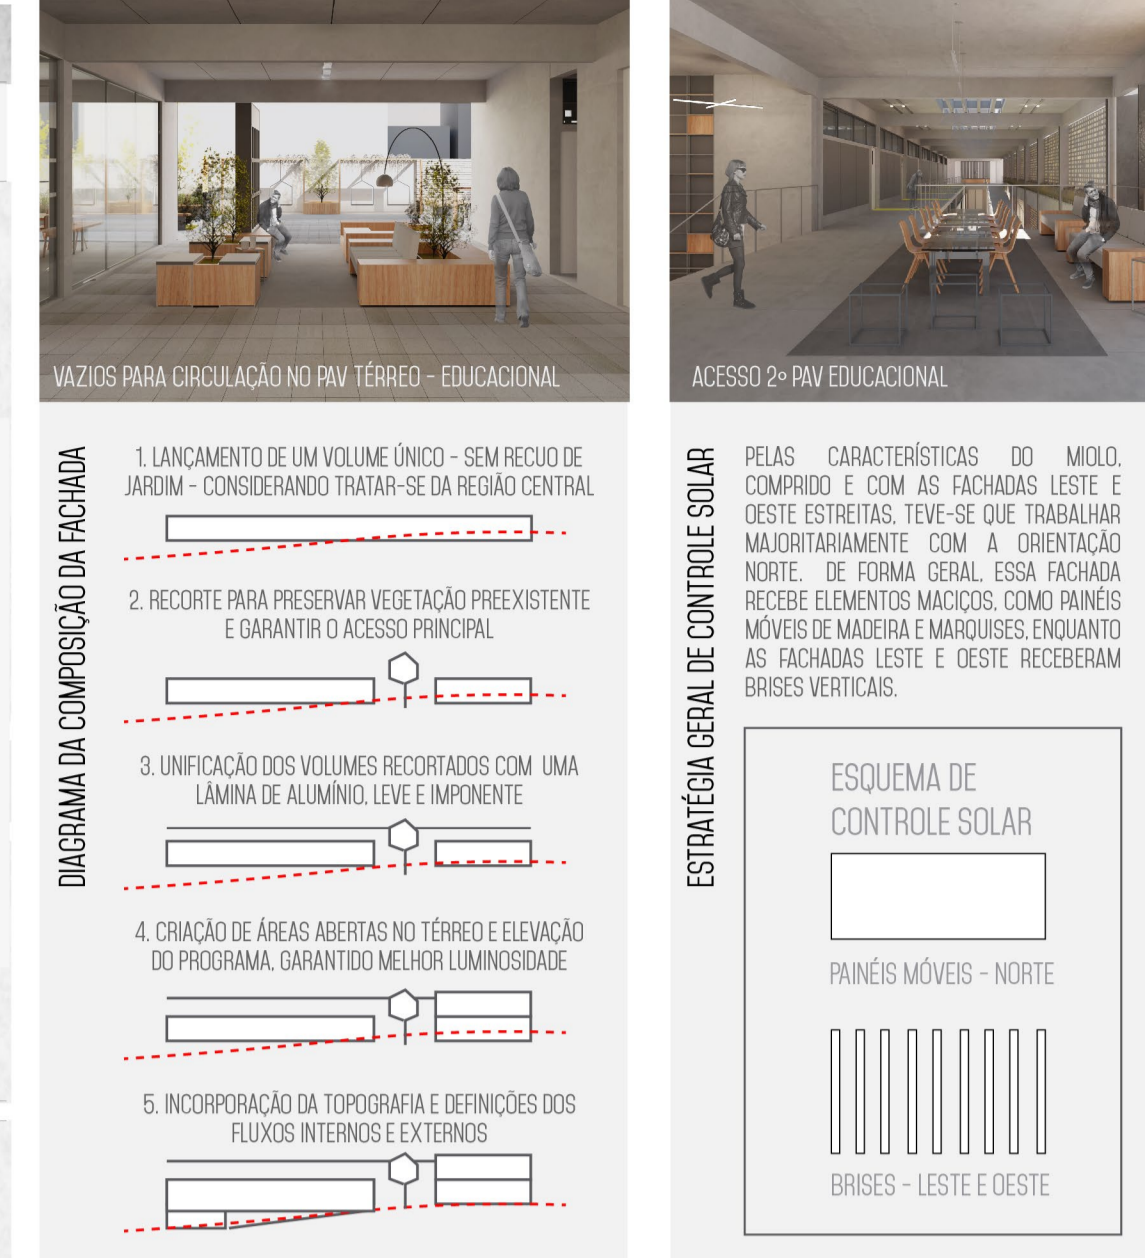 VAZIOS PARA CIRCULAÇÃO NO PAV TÉRREO - EDUCACIONAL
DIAGRAMA DA COMPOSIÇÃO DA FACHADA
1. LANÇAMENTO DE UM VOLUME ÚNICO - SEM RECUO DE
JARDIM - CONSIDERANDO TRATAR-SE DA REGIÃO CENTRAL
2. RECORTE PARA PRESERVAR VEGETAÇÃO PREEXISTENTE
E GARANTIR O ACESSO PRINCIPAL
3. UNIFICAÇÃO DOS VOLUMES RECORTADOS COM UMA
LÂMINA DE ALUMÍNIO, LEVE E IMPONENTE
4. CRIAÇÃO DE ÁREAS ABERTAS NO TÉRREO E ELEVAÇÃO
DO PROGRAMA, GARANTIDO MELHOR LUMINOSIDADE
5. INCORPORAÇÃO DA TOPOGRAFIA E DEFINIÇÕES DOS
FLUXOS INTERNOS E EXTERNOS
ACESSO 2º PAV EDUCACIONAL
ESTRATÉGIA GERAL DE CONTROLE SOLAR
PELAS CARACTERÍSTICAS DO MIOLO,
COMPRIDO E COM AS FACHADAS LESTE E
OESTE ESTREITAS, TEVE-SE QUE TRABALHAR
MAJORITARIAMENTE COM A ORIENTAÇÃO
NORTE. DE FORMA GERAL, ESSA FACHADA
RECEBE ELEMENTOS MACIÇOS, COMO PAINÉIS
MÓVEIS DE MADEIRA E MARQUISES, ENQUANTO
AS FACHADAS LESTE E OESTE RECEBERAM
BRISES VERTICAIS.
ESQUEMA DE
CONTROLE SOLAR
PAINÉIS MÓVEIS - NORTE
BRISES - LESTE E OESTE